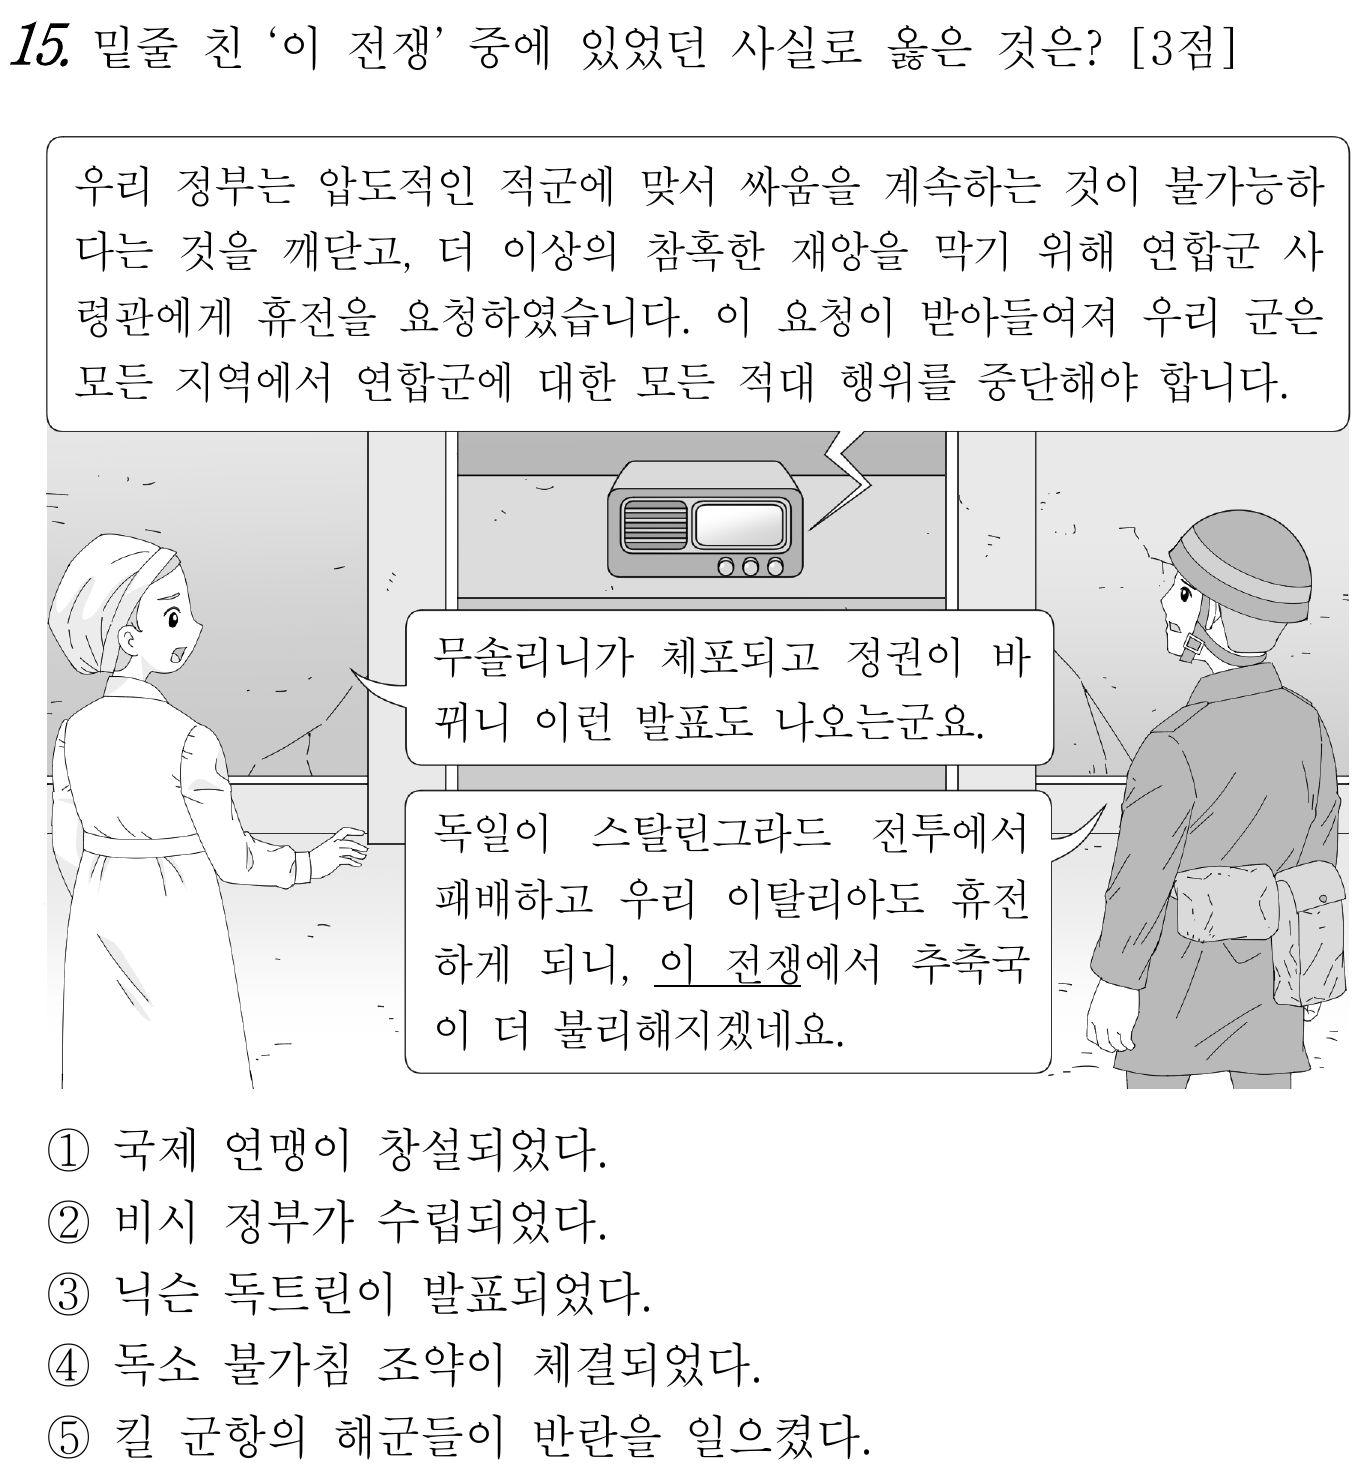 15. 밑줄 친 ‘이 전쟁’ 중에 있었던 사실로 옳은 것은? [3점]
우리 정부는 압도적인 적군에 맞서 싸움을 계속하는 것이 불가능하
다는 것을 깨닫고, 더 이상의 참혹한 재앙을 막기 위해 연합군 사
령관에게 휴전을 요청하였습니다. 이 요청이 받아들여져 우리 군은
모든 지역에서 연합군에 대한 모든 적대 행위를 중단해야 합니다.
무솔리니가 체포되고 정권이 바
뀌니 이런 발표도 나오는군요.
독일이 스탈린그라드 전투에서
패배하고 우리 이탈리아도 휴전
하게 되니, 이 전쟁에서 추축국
이 더 불리해지겠네요.
① 국제 연맹이 창설되었다.
② 비시 정부가 수립되었다.
③ 닉슨 독트린이 발표되었다.
④ 독소 불가침 조약이 체결되었다.
⑤ 킬 군항의 해군들이 반란을 일으켰다.